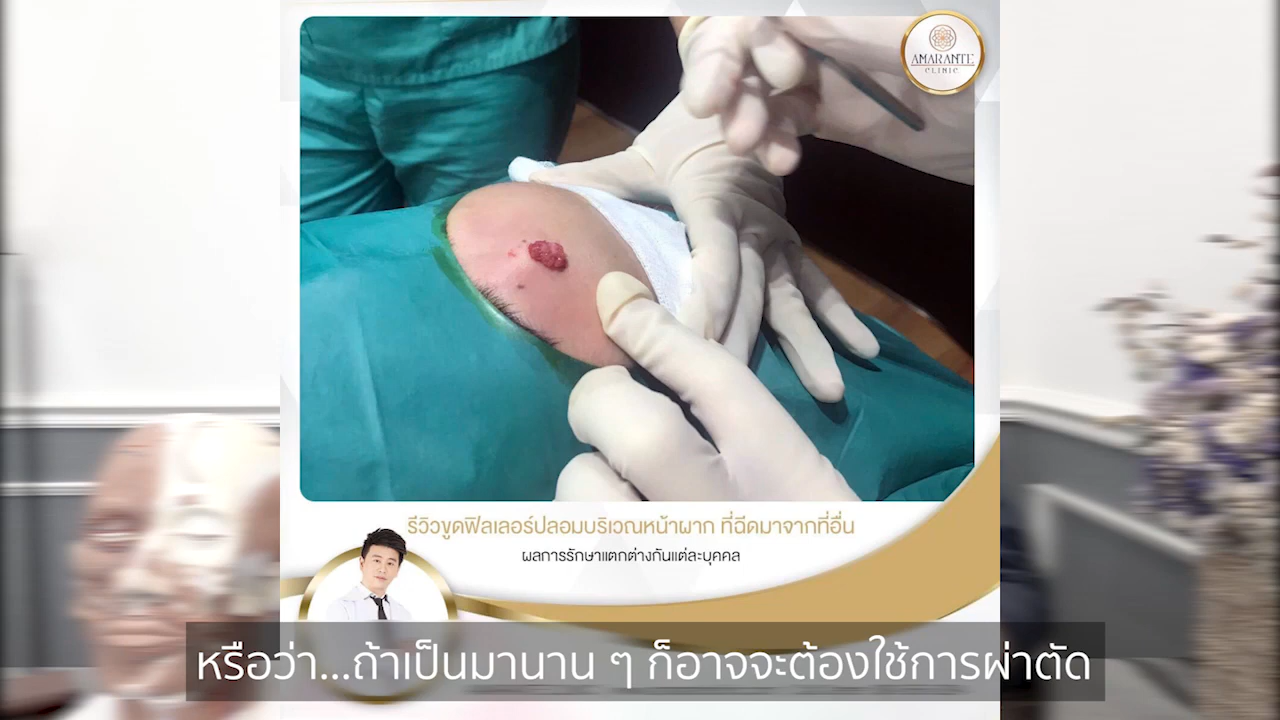 AMARANTE
CLINIC
รีวิวขูดฟิลเลอร์ปลอมบริเวณหน้าผาก ที่ฉีดมาจากที่อื่น
ผลการรักษาแตกต่างกันแต่ละบุคคล
หรือว่า...ถ้าเป็นมานาน ๆ ก็อาจจะต้องใช้การผ่าตัด